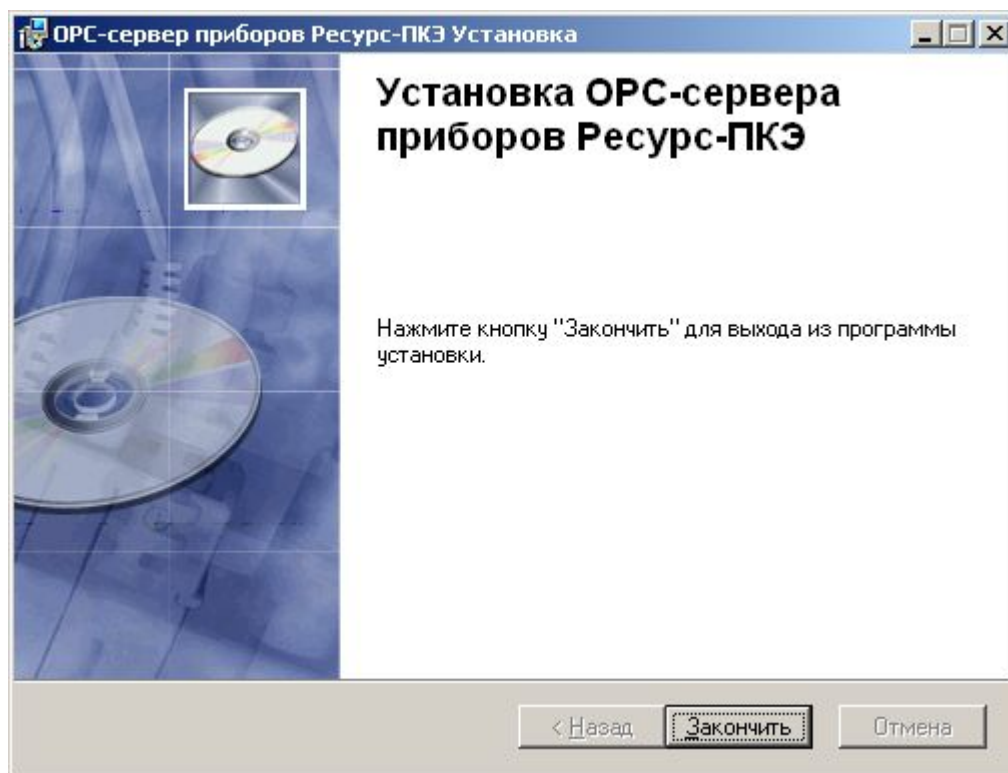 ОРС-сервер приборов Ресурс-ПКЭ Установка
Установка ОРС-сервера
приборов Ресурс-ПКЭ
Нажмите кнопку "Закончить" для выхода из программы
установки.
< Назад
Закончить
Отмена